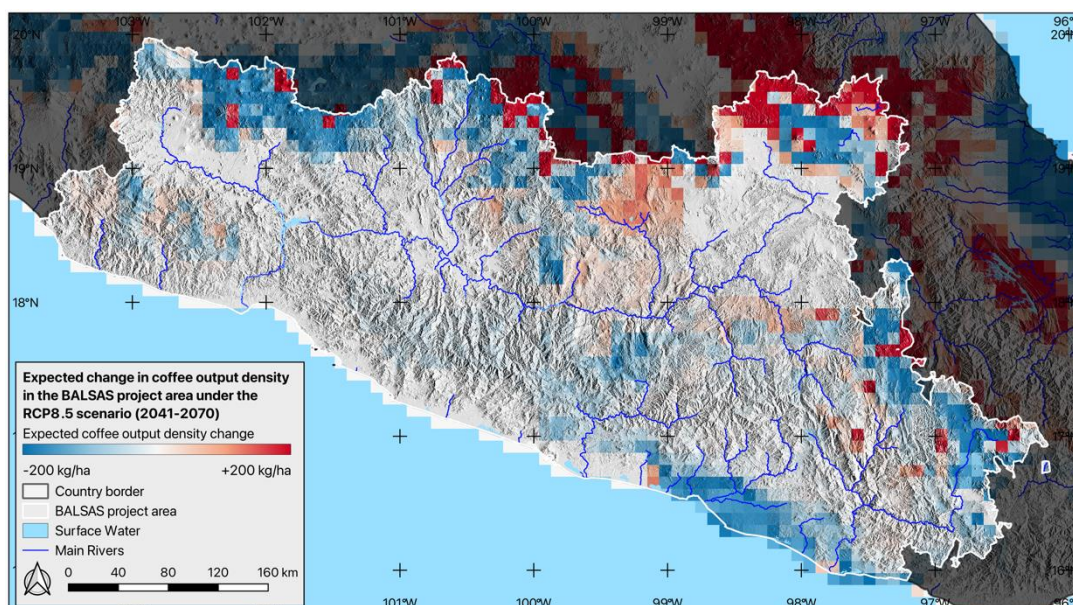 103°W 102°W 101°W 100°W 99°W 98°W 97°W 96°
20°N 20°N
19°N
18°N
Expected change in coffee output density
in the BALSAS project area under the
RCP8.5 scenario (2041-2070)
Expected coffee output density change
-200 kg/ha +200 kg/ha
Country border
BALSAS project area
Surface Water
Main Rivers
0 40 80 120 160 km
17°N
16°N
101°W 100°W 99°W 98°W 97°W 96°